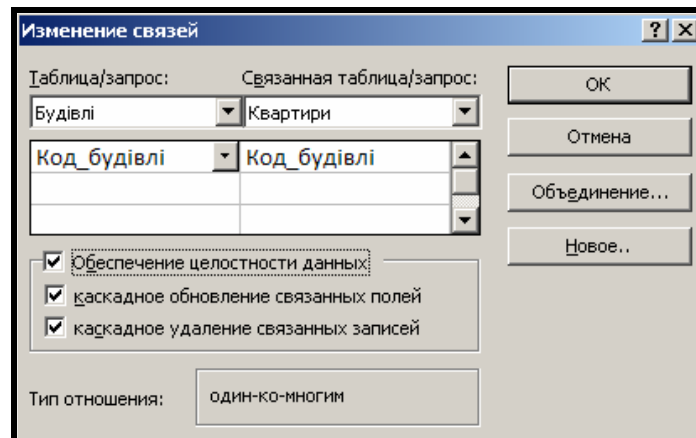 Изменение связей
Таблица/запрос: Связанная таблица/запрос:
Будівлі Квартири
Код_будівлі Код_будівлі
Обеспечение целостности данных
каскадное обновление связанных полей
каскадное удаление связанных записей
Тип отношения: один-ко-многим
ОК
Отмена
Объединение...
Новое..